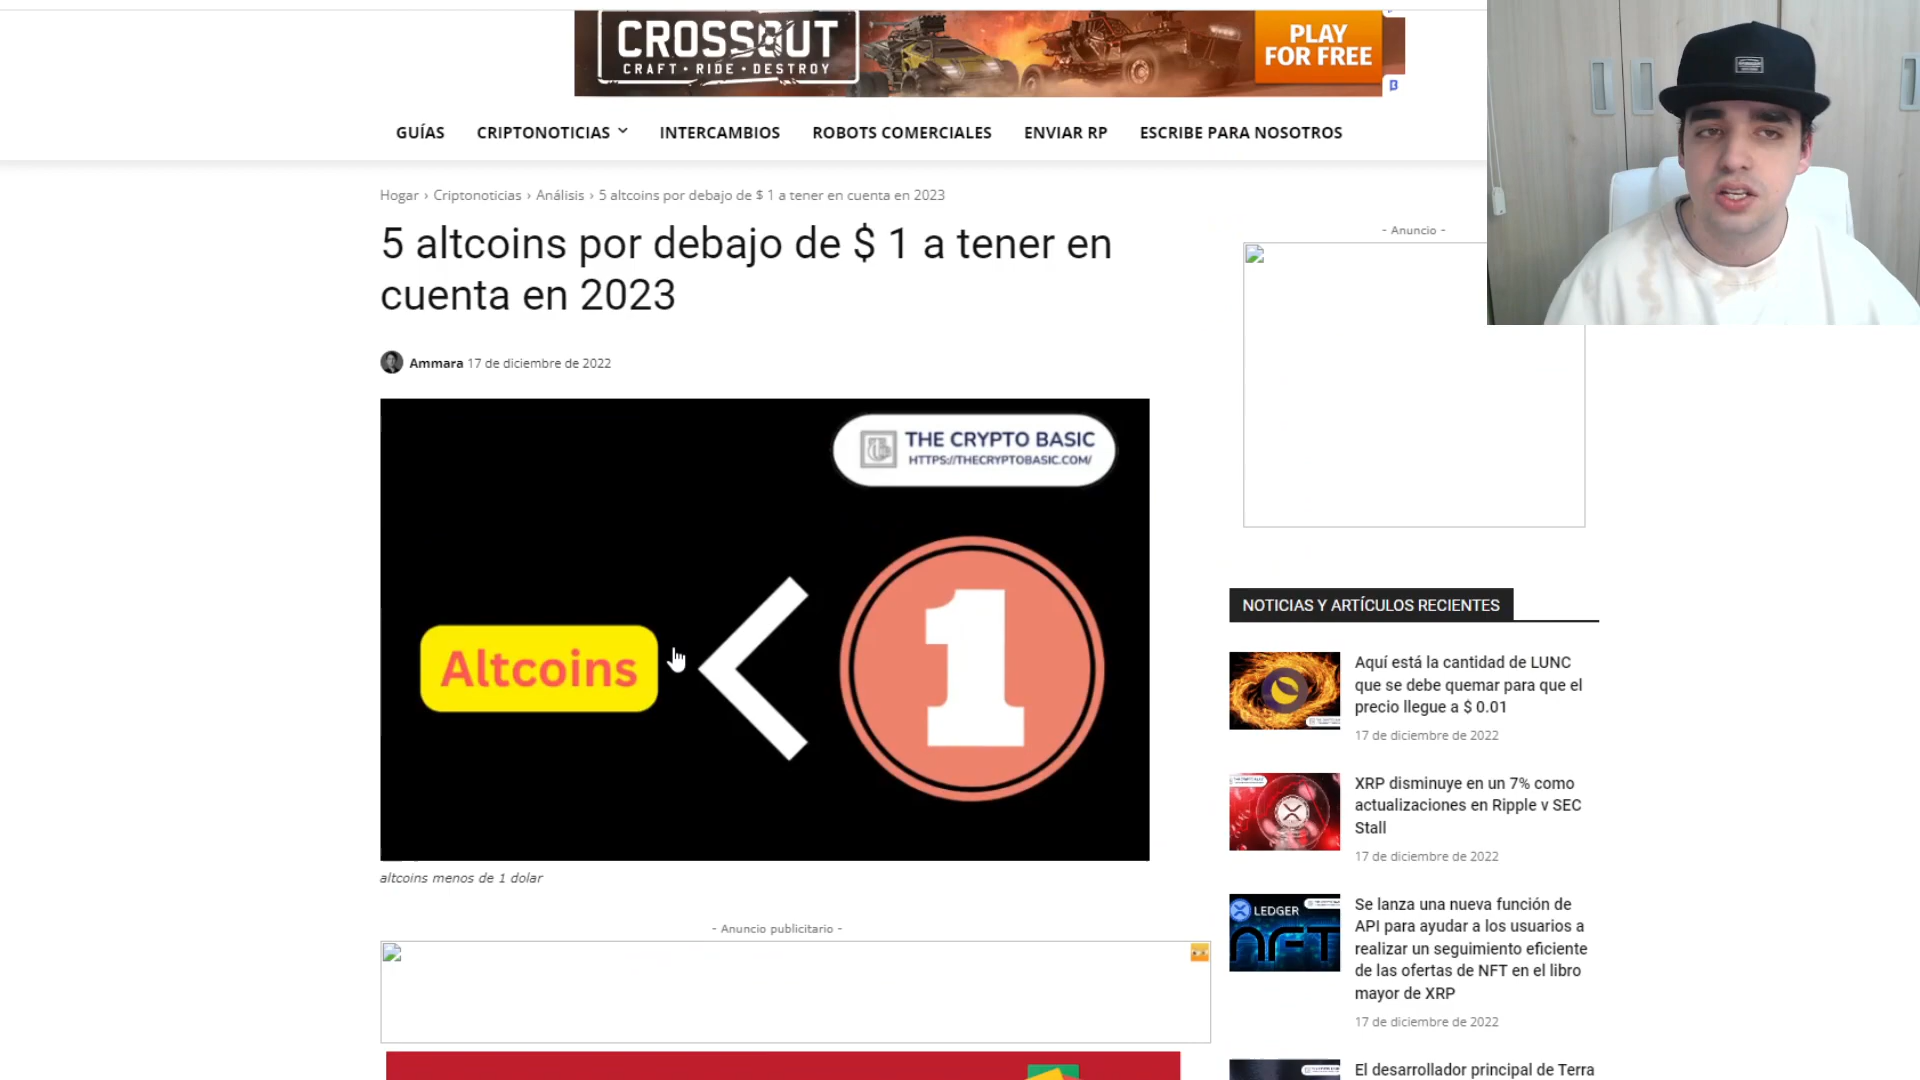 CROSSOUT
CRAFT • RIDE • DESTROY
PLAY
FOR FREE
GUÍAS
CRIPTONOTICIAS
INTERCAMBIOS
ROBOTS COMERCIALES
ENVIAR RP
ESCRIBE PARA NOSOTROS
Hogar › Criptonoticias › Análisis › 5 altcoins por debajo de $ 1 a tener en cuenta en 2023
5 altcoins por debajo de $ 1 a tener en
cuenta en 2023
Ammara 17 de diciembre de 2022
THE CRYPTO BASIC
HTTPS://THECRYPTOBASIC.COM/
Altcoins
1
altcoins menos de 1 dolar
- Anuncio publicitario -
- Anuncio -
NOTICIAS Y ARTÍCULOS RECIENTES
Aquí está la cantidad de LUNC
que se debe quemar para que el
precio llegue a $ 0.01
17 de diciembre de 2022
XRP disminuye en un 7% como
actualizaciones en Ripple v SEC
Stall
17 de diciembre de 2022
LEDGER
NFT
Se lanza una nueva función de
API para ayudar a los usuarios a
realizar un seguimiento eficiente
de las ofertas de NFT en el libro
mayor de XRP
17 de diciembre de 2022
El desarrollador principal de Terra